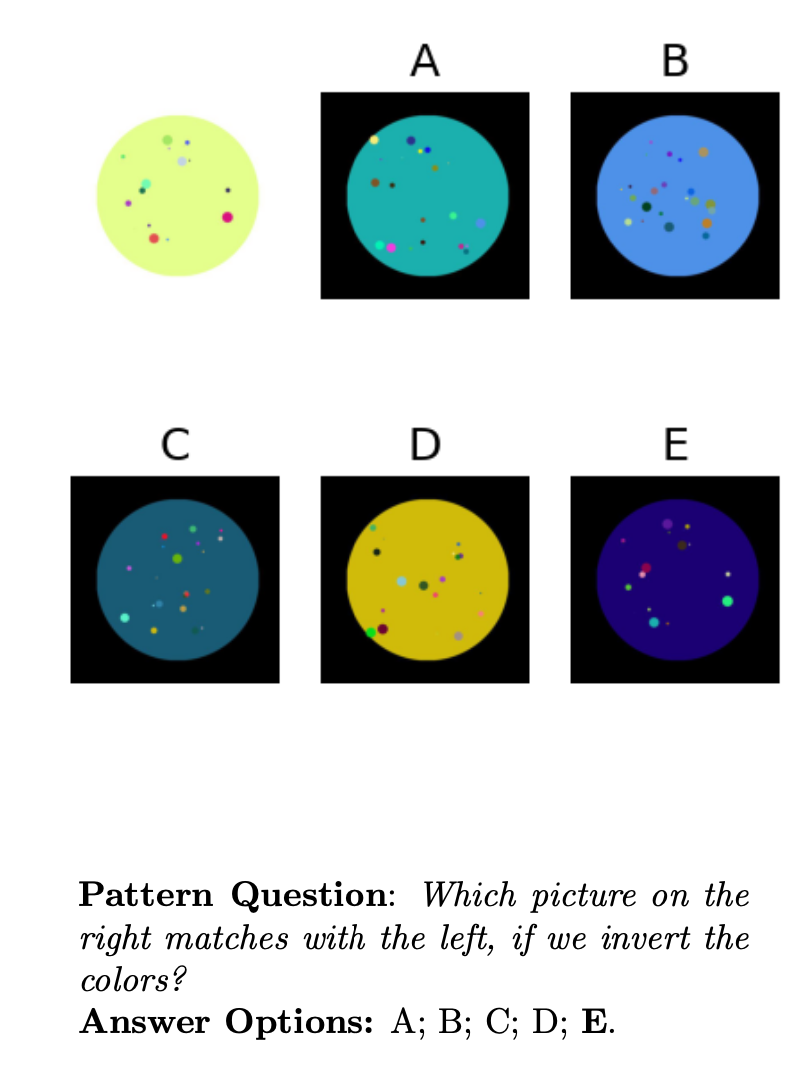 A
B
C
D
E
Pattern Question: Which picture on the
right matches with the left, if we invert the
colors?
Answer Options: A; B; C; D; E.